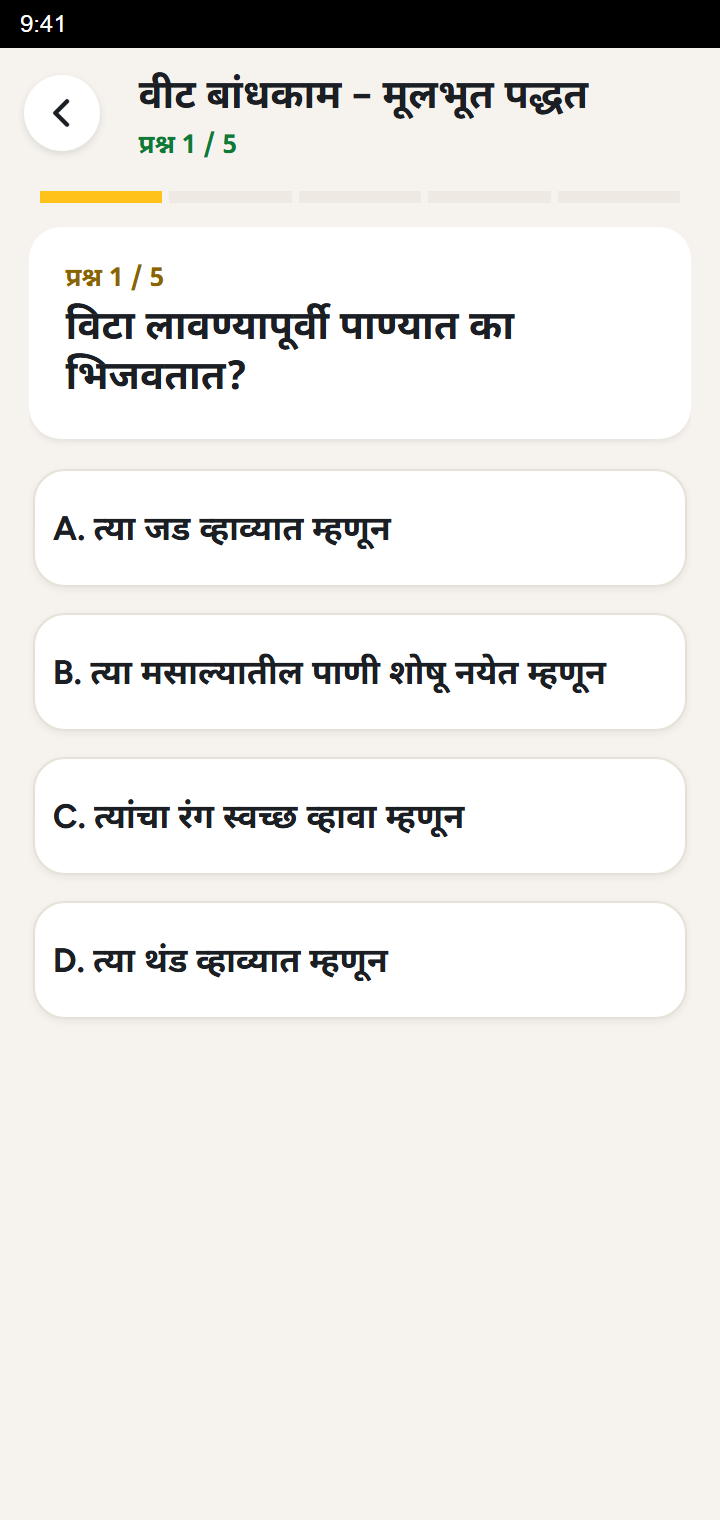 9:41
वीट बांधकाम – मूलभूत पद्धत
प्रश्न 1 / 5
प्रश्न 1 / 5
विटा लावण्यापूर्वी पाण्यात का
भिजवतात?
A. त्या जड व्हाव्यात म्हणून
B. त्या मसाल्यातील पाणी शोषू नयेत म्हणून
C. त्यांचा रंग स्वच्छ व्हावा म्हणून
D. त्या थंड व्हाव्यात म्हणून